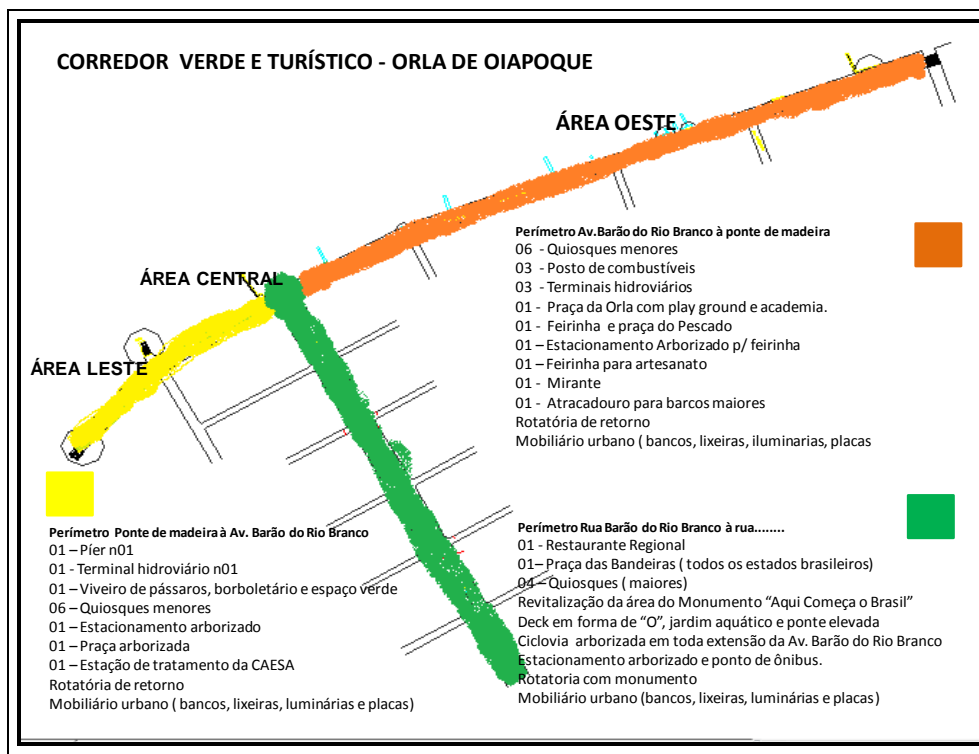 CORREDOR VERDE E TURÍSTICO - ORLA DE OIAPOQUE
ÁREA OESTE
ÁREA CENTRAL
ÁREA LESTE
Perímetro Av.Barão do Rio Branco à ponte de madeira
06 - Quiosques menores
03 - Posto de combustíveis
03 - Terminais hidroviários
01 - Praça da Orla com play ground e academia.
01 - Feirinha e praça do Pescado
01 – Estacionamento Arborizado p/ feirinha
01 – Feirinha para artesanato
01 - Mirante
01 - Atracadouro para barcos maiores
Rotatória de retorno
Mobiliário urbano ( bancos, lixeiras, iluminarias, placas
Perímetro Ponte de madeira à Av. Barão do Rio Branco
01 – Píer n01
01 - Terminal hidroviário n01
01 – Viveiro de pássaros, borboletário e espaço verde
06 – Quiosques menores
01 – Estacionamento arborizado
01 – Praça arborizada
01 – Estação de tratamento da CAESA
Rotatória de retorno
Mobiliário urbano ( bancos, lixeiras, luminárias e placas)
Perímetro Rua Barão do Rio Branco à rua........
01 - Restaurante Regional
01– Praça das Bandeiras ( todos os estados brasileiros)
04 – Quiosques ( maiores)
Revitalização da área do Monumento “Aqui Começa o Brasil”
Deck em forma de “O”, jardim aquático e ponte elevada
Ciclovia arborizada em toda extensão da Av. Barão do Rio Branco
Estacionamento arborizado e ponto de ônibus.
Rotatoria com monumento
Mobiliário urbano (bancos, lixeiras, luminárias e placas)